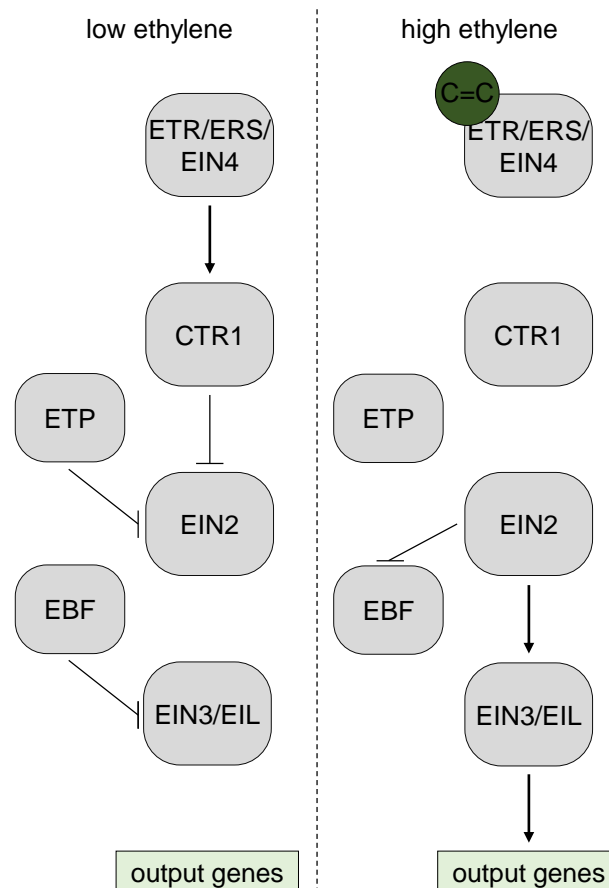 low ethylene
ETR/ERS/
EIN4
CTR1
ETP
EIN2
EBF
EIN3/EIL
output genes
high ethylene
C=C
ETR/ERS/
EIN4
CTR1
ETP
EIN2
EBF
EIN3/EIL
output genes